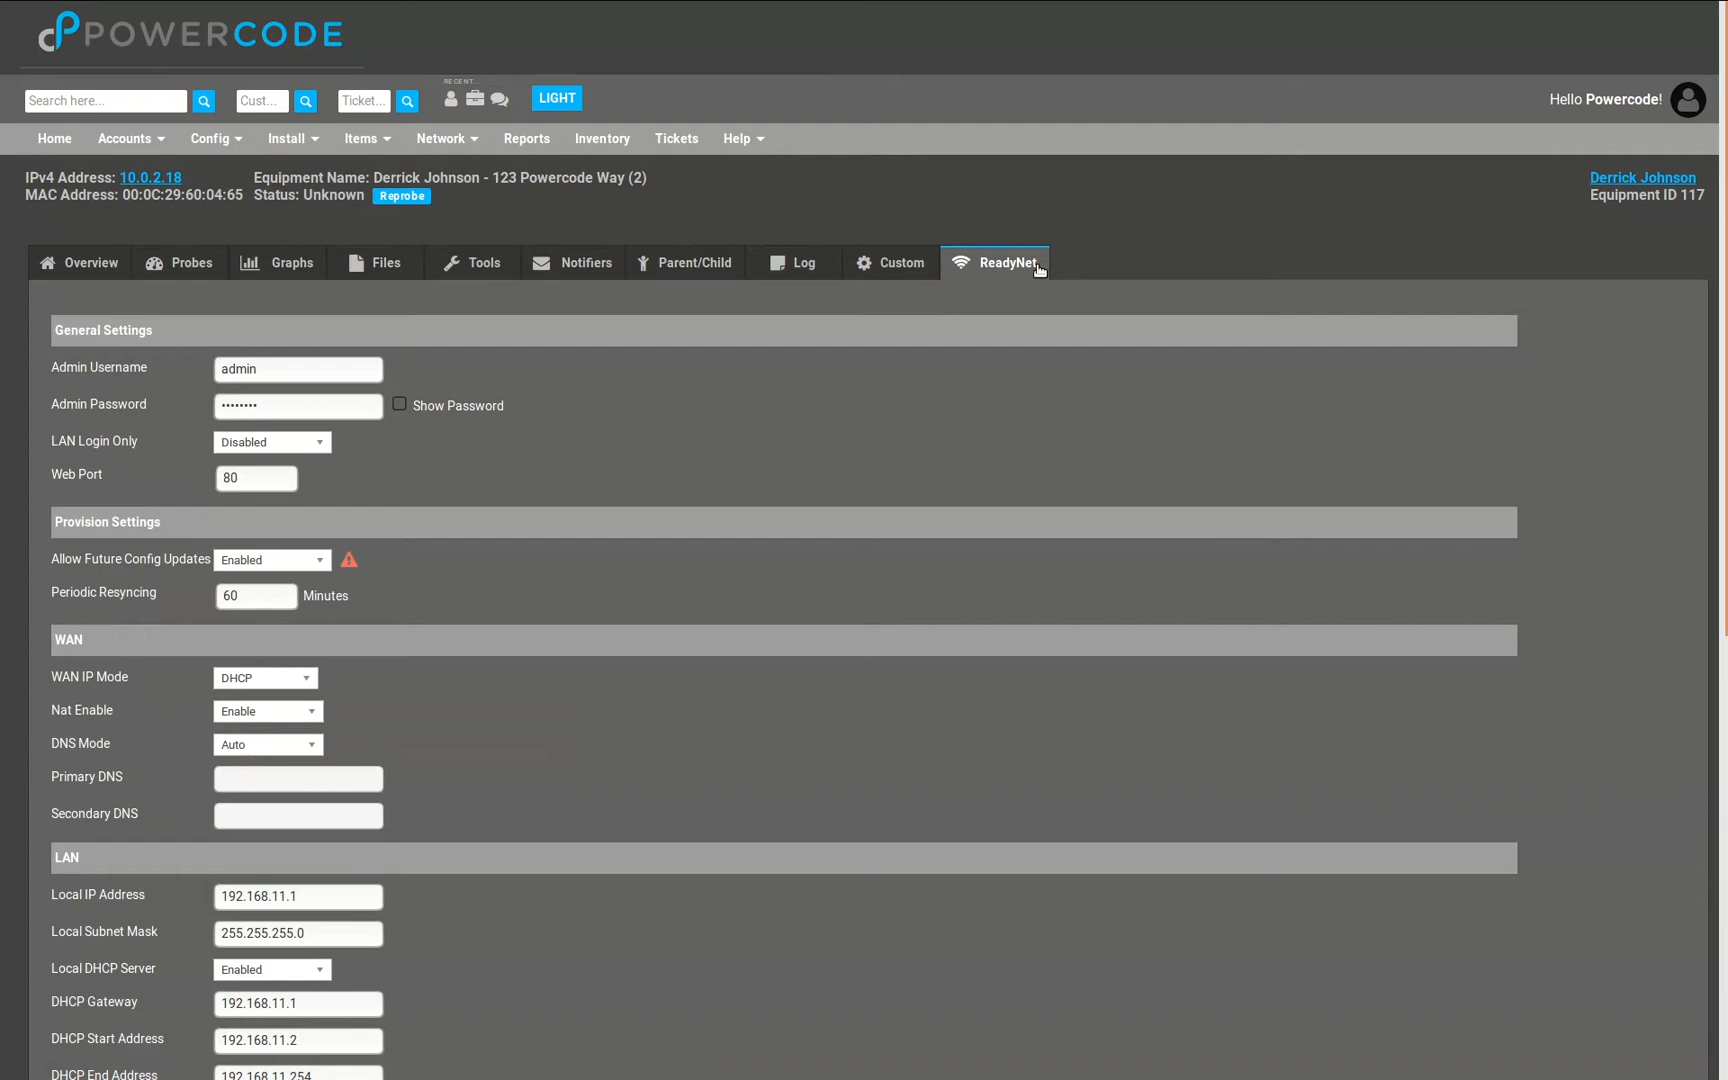 POWERCODE
RECENT...
Search here... Cust... Ticket... LIGHT Hello Powercode!
Home Accounts Config Install Items Network Reports Inventory Tickets Help
IPv4 Address: 10.0.2.18 Equipment Name: Derrick Johnson - 123 Powercode Way (2) Derrick Johnson
MAC Address: 00:0C:29:60:04:65 Status: Unknown Reprobe Equipment ID 117
Overview Probes Graphs Files Tools Notifiers Parent/Child Log Custom ReadyNet
General Settings
Admin Username admin
Admin Password •••••••• Show Password
LAN Login Only Disabled
Web Port 80
Provision Settings
Allow Future Config Updates Enabled
Periodic Resyncing 60 Minutes
WAN
WAN IP Mode DHCP
Nat Enable Enable
DNS Mode Auto
Primary DNS
Secondary DNS
LAN
Local IP Address 192.168.11.1
Local Subnet Mask 255.255.255.0
Local DHCP Server Enabled
DHCP Gateway 192.168.11.1
DHCP Start Address 192.168.11.2
DHCP End Address 192.168.11.254